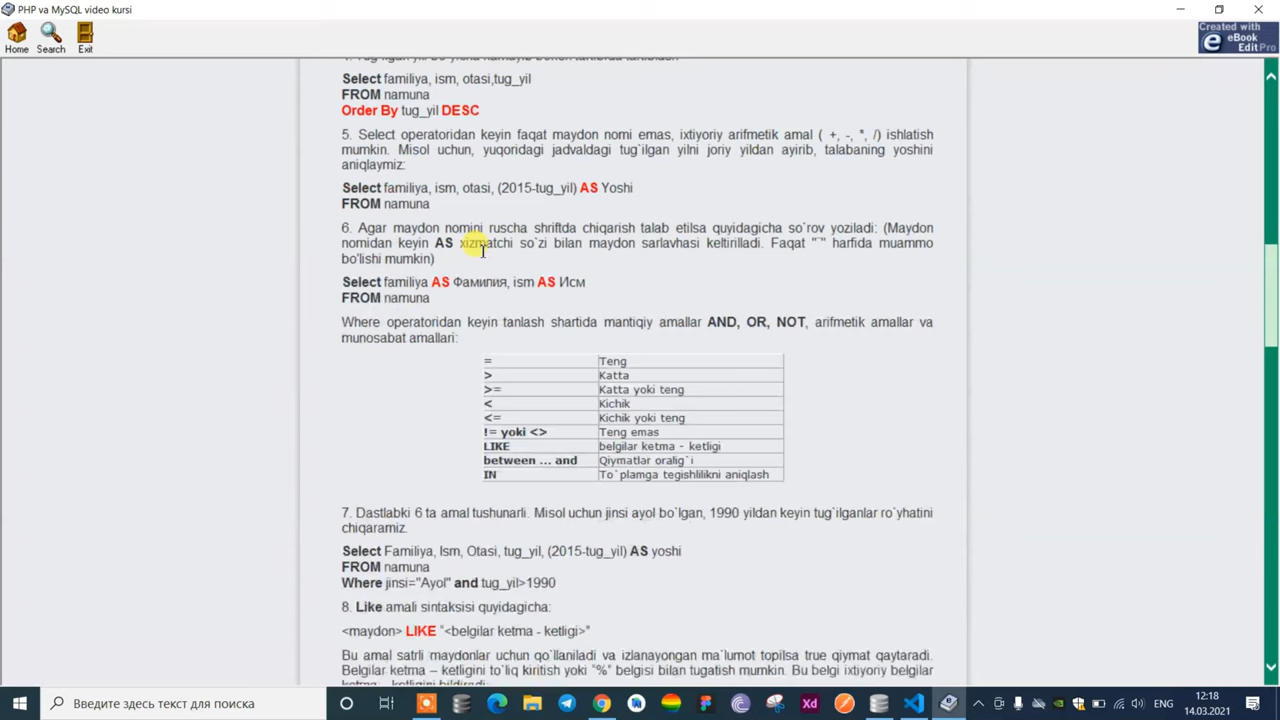 PHP va MySQL video kursi
Home
Search
Exit
Created with
eBook
EditPro
Select familiya, ism, otasi,tug_yil
FROM namuna
Order By tug_yil DESC
5. Select operatoridan keyin faqat maydon nomi emas, ixtiyoriy arifmetik amal ( +, -, *, /) ishlatish
mumkin. Misol uchun, yuqoridagi jadvaldagi tug`ilgan yilni joriy yildan ayirib, talabaning yoshini
aniqlaymiz:
Select familiya, ism, otasi, (2015-tug_yil) AS Yoshi
FROM namuna
6. Agar maydon nomini ruscha shriftda chiqarish talab etilsa quyidagicha so`rov yoziladi: (Maydon
nomidan keyin AS xizmatchi so`zi bilan maydon sarlavhasi keltirilladi. Faqat harfida muammo
bo'lishi mumkin)
Select familiya AS Фамилия, ism AS Исм
FROM namuna
Where operatoridan keyin tanlash shartida mantiqiy amallar AND, OR, NOT, arifmetik amallar va
munosabat amallari:
= Teng
> Katta
>= Katta yoki teng
< Kichik
<= Kichik yoki teng
!= yoki <> Teng emas
LIKE belgilar ketma - ketligi
between ... and Qiymatlar oralig`i
IN To`plamga tegishlilikni aniqlash
7. Dastlabki 6 ta amal tushunarli. Misol uchun jinsi ayol bo`lgan, 1990 yildan keyin tug`ilganlar ro'yhatini
chiqaramiz.
Select Familiya, Ism, Otasi, tug_yil, (2015-tug_yil) AS yoshi
FROM namuna
Where jinsi="Ayol" and tug_yil>1990
8. Like amali sintaksisi quyidagicha:
<maydon> LIKE "<belgilar ketma - ketligi>"
Bu amal satrli maydonlar uchun qo`llaniladi va izlanayongan ma`lumot topilsa true qiymat qaytaradi.
Belgilar ketma – ketligini to`liq kiritish yoki "%" belgisi bilan tugatish mumkin. Bu belgi ixtiyory belgilar
Введите здесь текст для поиска
Xd
ENG
12:18
14.03.2021